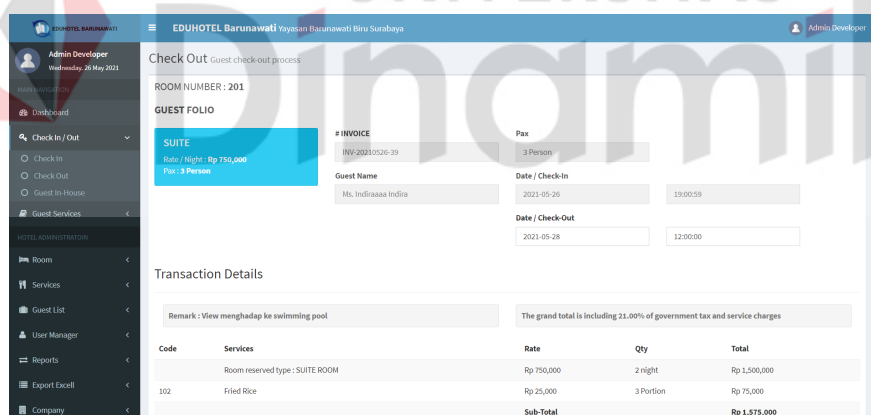 EDUHOTEL BARUNAWATI
EDUHOTEL Barunawati Yayasan Barunawati Biru Surabaya
Admin Developer
Admin Developer
Wednesday, 26 May 2021
MAIN NAVIGATION
Dashboard
Check In / Out
Check In
Check Out
Guest In-House
Guest Services
HOTEL ADMINISTRATOIN
Room
Services
Guest List
User Manager
Reports
Export Excell
Company
Check Out Guest check-out process
ROOM NUMBER : 201
GUEST FOLIO
SUITE
Rate / Night : Rp 750,000
Pax : 3 Person
# INVOICE
INV-20210526-39
Guest Name
Ms. Indiraaaa Indira
Pax
3 Person
Date / Check-In
2021-05-26 19:00:59
Date / Check-Out
2021-05-28 12:00:00
Transaction Details
Remark : View menghadap ke swimming pool
The grand total is including 21.00% of government tax and service charges
Code Services Rate Qty Total
Room reserved type : SUITE ROOM Rp 750,000 2 night Rp 1,500,000
102 Fried Rice Rp 25,000 3 Portion Rp 75,000
Sub-Total Rp 1,575,000